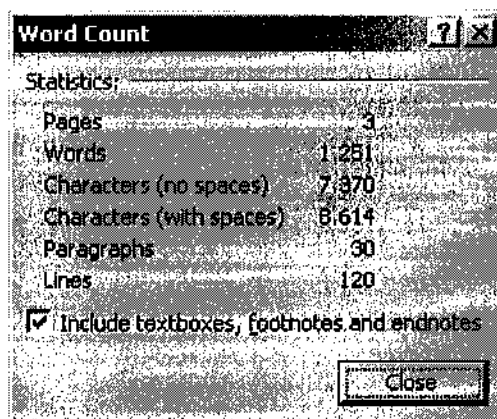 Word Count
Statistics:
Pages 3
Words 1,281
Characters (no spaces) 7,370
Characters (with spaces) 8,614
Paragraphs 30
Lines 120
Include textboxes, footnotes and endnotes
Close